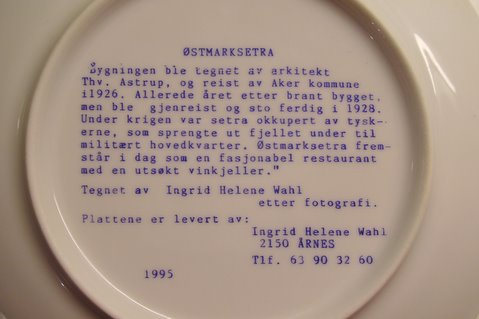 ØSTMARKSETRA
"Bygningen ble tegnet av arkitekt
Thv. Astrup, og reist av Aker kommune
i1926. Allerede året etter brant bygget,
men ble gjenreist og sto ferdig i 1928.
Under krigen var setra okkupert av tysk-
erne, som sprengte ut fjellet under til
militært hovedkvarter. Østmarksetra frem-
står i dag som en fasjonabel restaurant
med en utsøkt vinkjeller."
Tegnet av Ingrid Helene Wahl
etter fotografi.
Plattene er levert av:
Ingrid Helene Wahl
2150 ÅRNES
Tlf. 63 90 32 60
1995